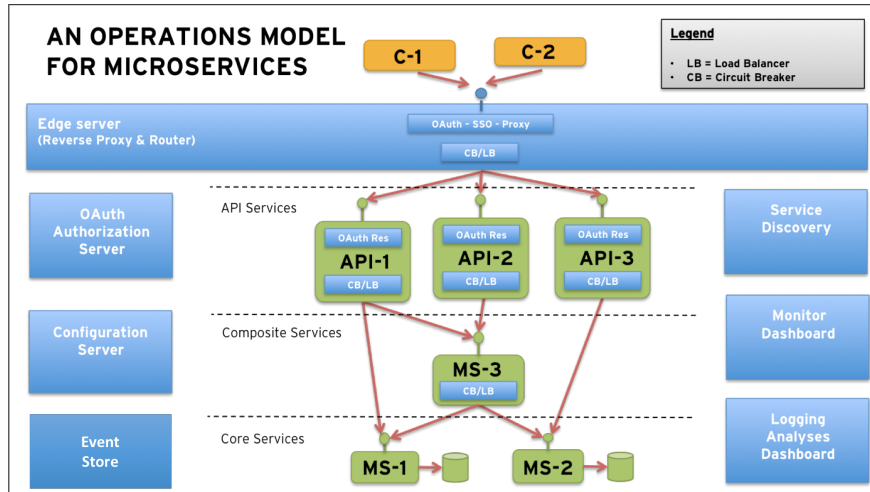 AN OPERATIONS MODEL
FOR MICROSERVICES
C-1
C-2
Legend
• LB = Load Balancer
• CB = Circuit Breaker
Edge server
(Reverse Proxy & Router)
OAuth - SSO - Proxy
CB/LB
API Services
OAuth
Authorization
Server
OAuth Res
API-1
CB/LB
OAuth Res
API-2
CB/LB
OAuth Res
API-3
CB/LB
Service
Discovery
Configuration
Server
Composite Services
MS-3
CB/LB
Monitor
Dashboard
Event
Store
Core Services
MS-1
MS-2
Logging
Analyses
Dashboard